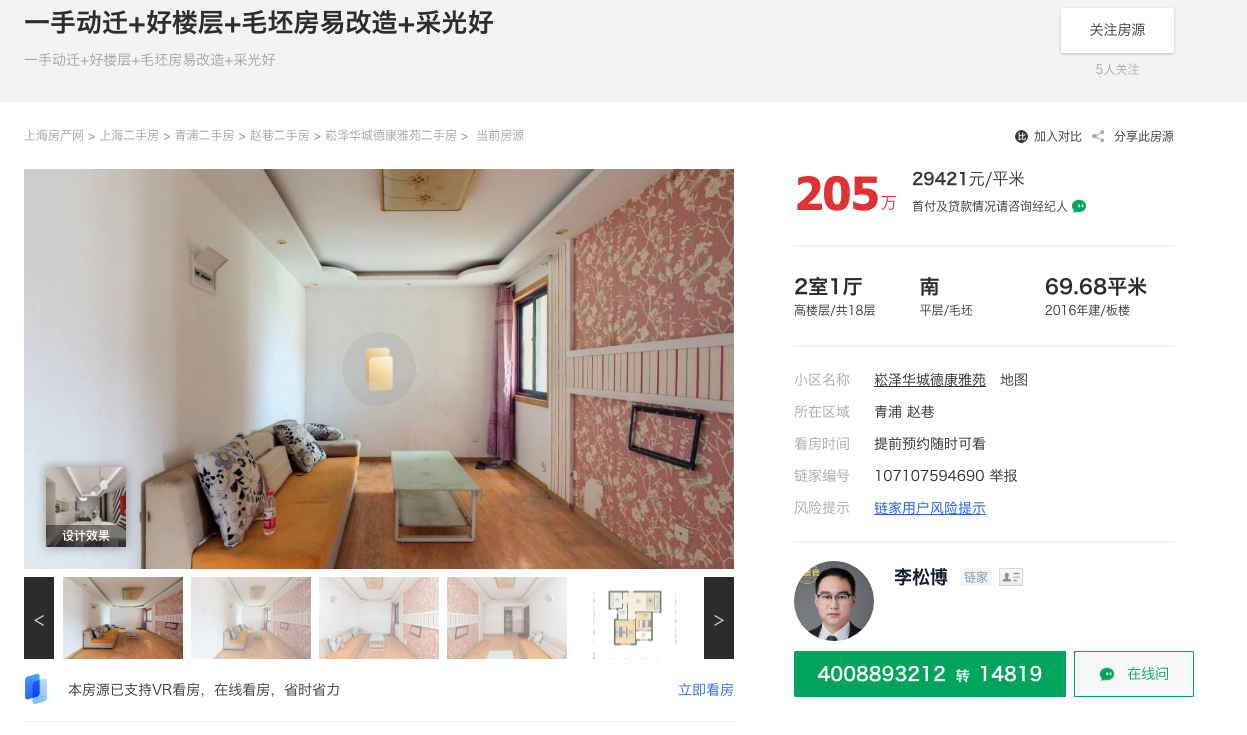 一手动迁+好楼层+毛坯房易改造+采光好
一手动迁+好楼层+毛坯房易改造+采光好
关注房源
5人关注
上海房产网 > 上海二手房 > 青浦二手房 > 赵巷二手房 > 崧泽华城德康雅苑二手房 > 当前房源
加入对比 分享此房源
205万
29421元/平米
首付及贷款情况请咨询经纪人
2室1厅
高楼层/共18层
南
平层/毛坯
69.68平米
2016年建/板楼
小区名称 崧泽华城德康雅苑 地图
所在区域 青浦 赵巷
看房时间 提前预约随时可看
链家编号 107107594690 举报
风险提示 链家用户风险提示
设计效果
<
>
本房源已支持VR看房，在线看房，省时省力
立即看房
李松博 链家
4008893212 转 14819
在线问